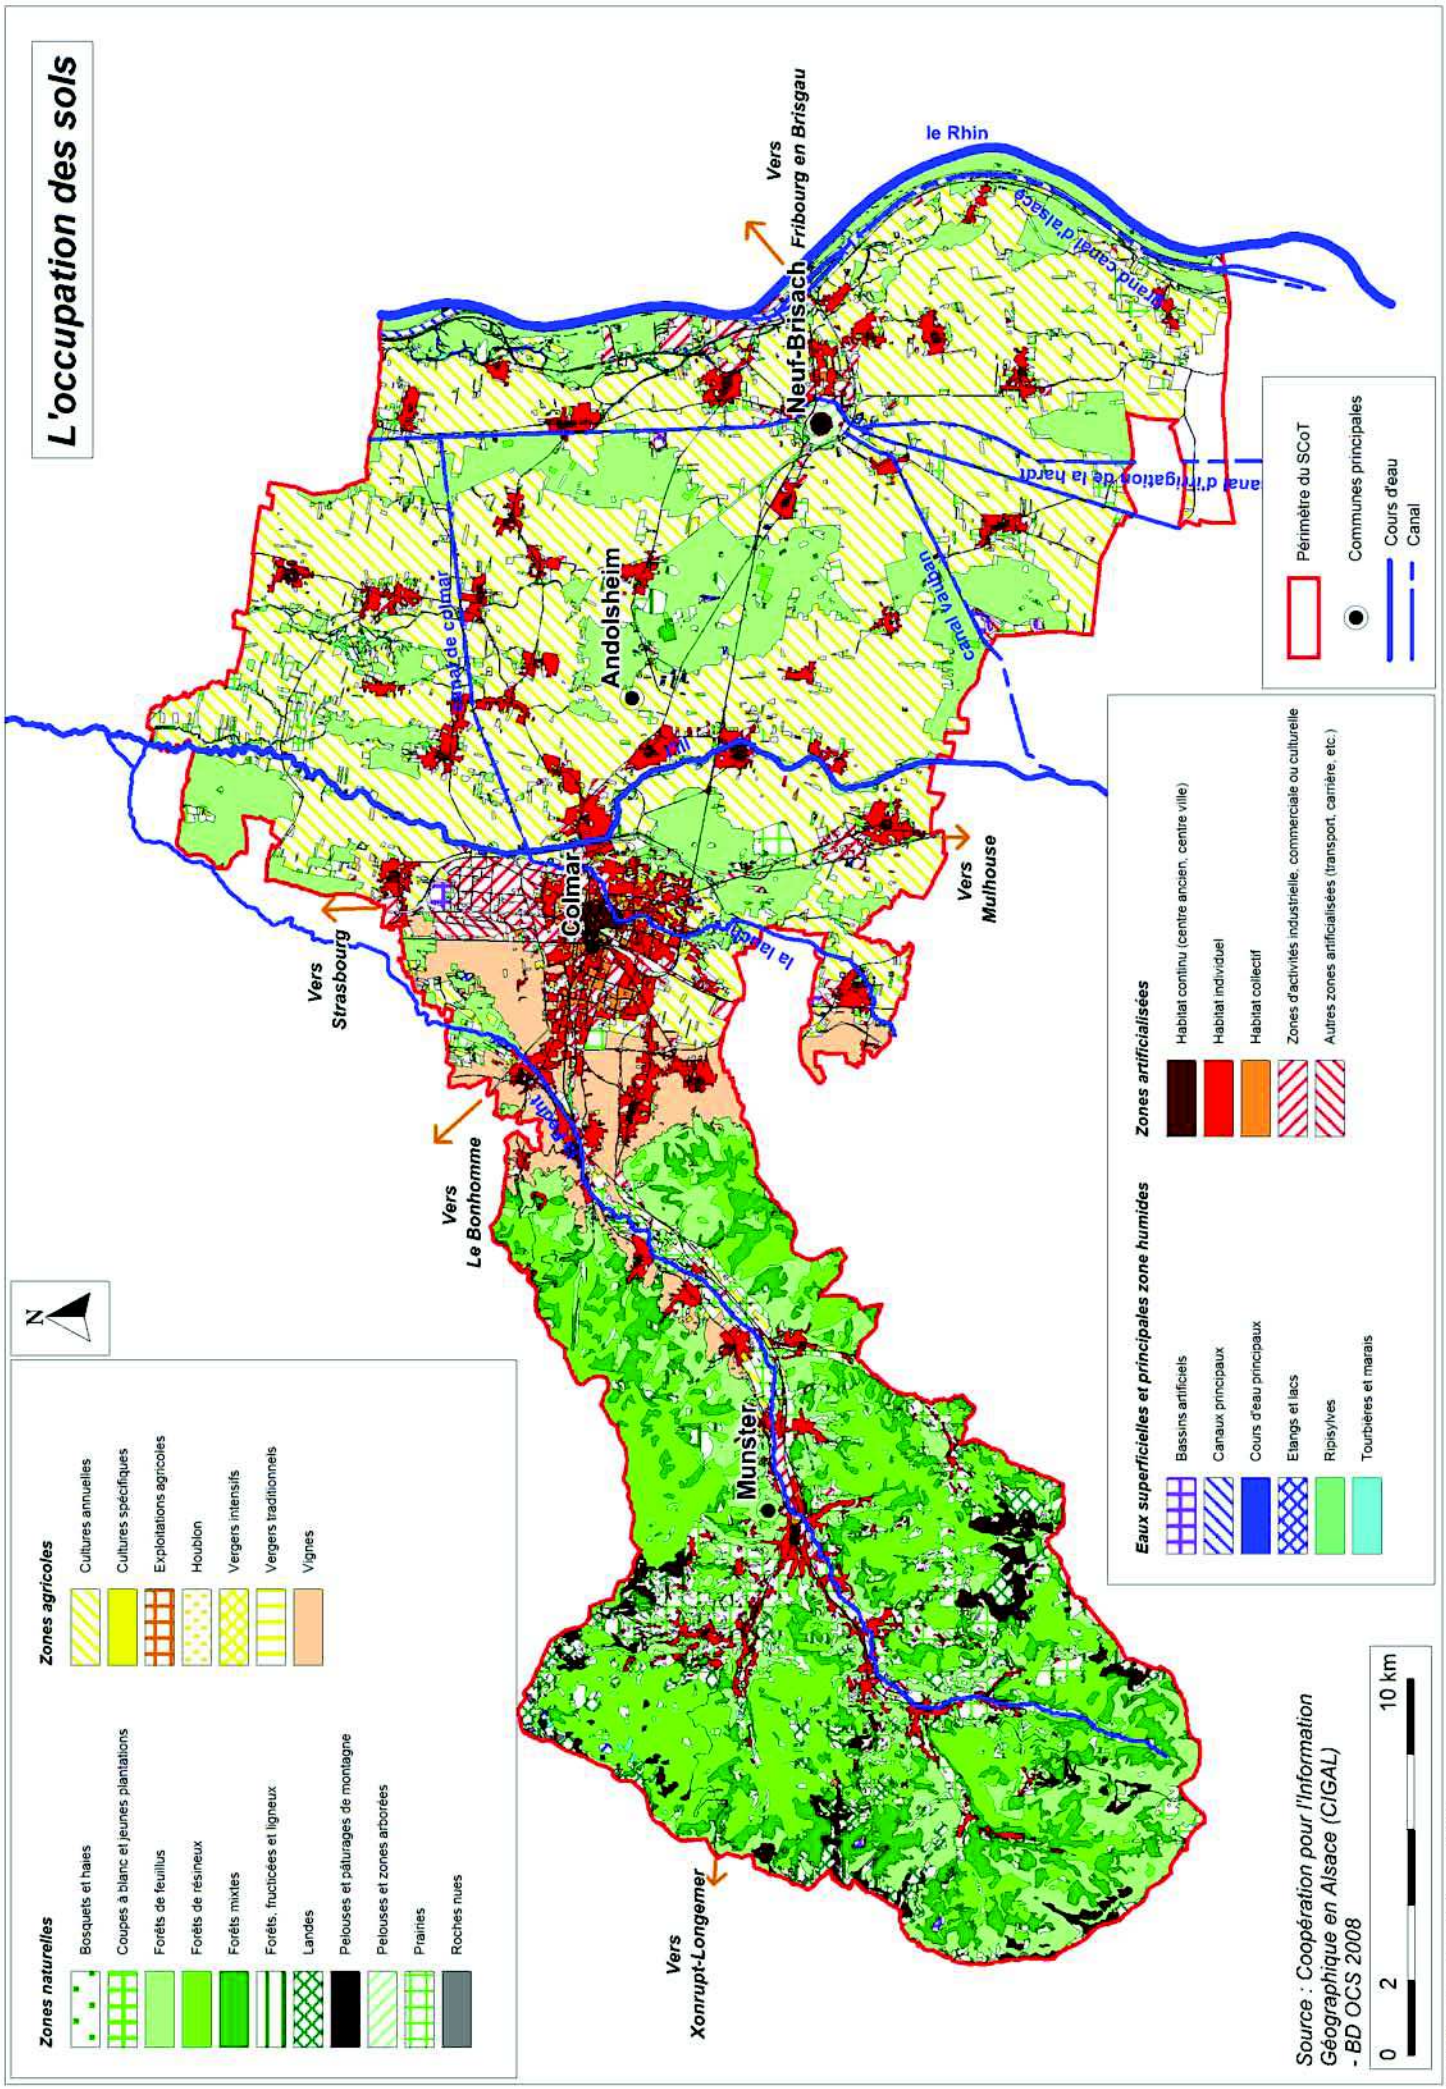 L'occupation des sols
N
Zones naturelles
Bosquets et haies
Coupes à blanc et jeunes plantations
Forêts de feuillus
Forêts de résineux
Forêts mixtes
Forêts, fructicées et ligneux
Landes
Pelouses et pâturages de montagne
Pelouses et zones arborées
Prairies
Roches nues
Zones agricoles
Cultures annuelles
Cultures spécifiques
Exploitations agricoles
Houblon
Vergers intensifs
Vergers traditionnels
Vignes
Vers
Le Bonhomme
Vers
Strasbourg
Vers
Fribourg en Brisgau
Vers
Mulhouse
Vers
Xonrupt-Longemer
Munster
Colmar
Andolsheim
Neuf-Brisach
le Rhin
grand canal d'alsace
canal de colmar
canal vauban
anal d'irrigation de la hardt
l'ill
la lauch
Fecht
Eaux superficielles et principales zone humides
Bassins artificiels
Canaux principaux
Cours d'eau principaux
Etangs et lacs
Ripisylves
Tourbières et marais
Zones artificialisées
Habitat continu (centre ancien, centre ville)
Habitat individuel
Habitat collectif
Zones d'activités industrielle, commerciale ou culturelle
Autres zones artificialisées (transport, carrière, etc.)
Périmètre du SCoT
Communes principales
Cours d'eau
Canal
Source : Coopération pour l'Information
Géographique en Alsace (CIGAL)
- BD OCS 2008
0 2 10 km